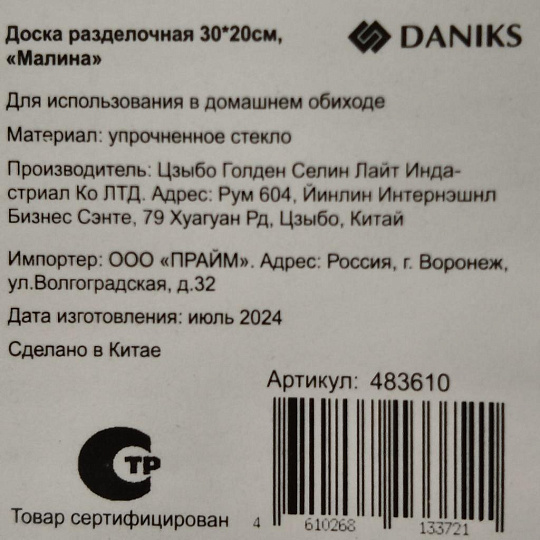 Доска разделочная 30*20см,
«Малина»
DANIKS
Для использования в домашнем обиходе
Материал: упрочненное стекло
Производитель: Цзыбо Голден Селин Лайт Инда-
стриал Ко ЛТД. Адрес: Рум 604, Йинлин Интернэшнл
Бизнес Сэнте, 79 Хуагуан Рд, Цзыбо, Китай
Импортер: ООО «ПРАЙМ». Адрес: Россия, г. Воронеж,
ул.Волгоградская, д.32
Дата изготовления: июль 2024
Сделано в Китае
Артикул: 483610
ТР
Товар сертифицирован
4 610268 133721